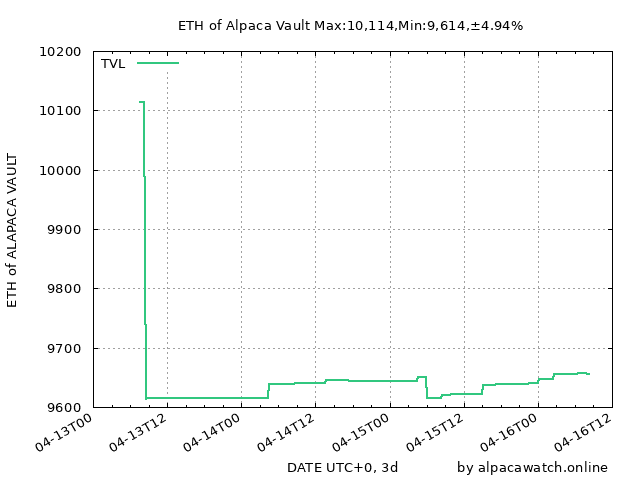 ETH of Alpaca Vault Max:10,114,Min:9,614,±4.94%
TVL
10200
10100
10000
9900
9800
9700
9600
ETH of ALAPACA VAULT
04-13T00
04-13T12
04-14T00
04-14T12
04-15T00
04-15T12
04-16T00
04-16T12
DATE UTC+0, 3d
by alpacawatch.online